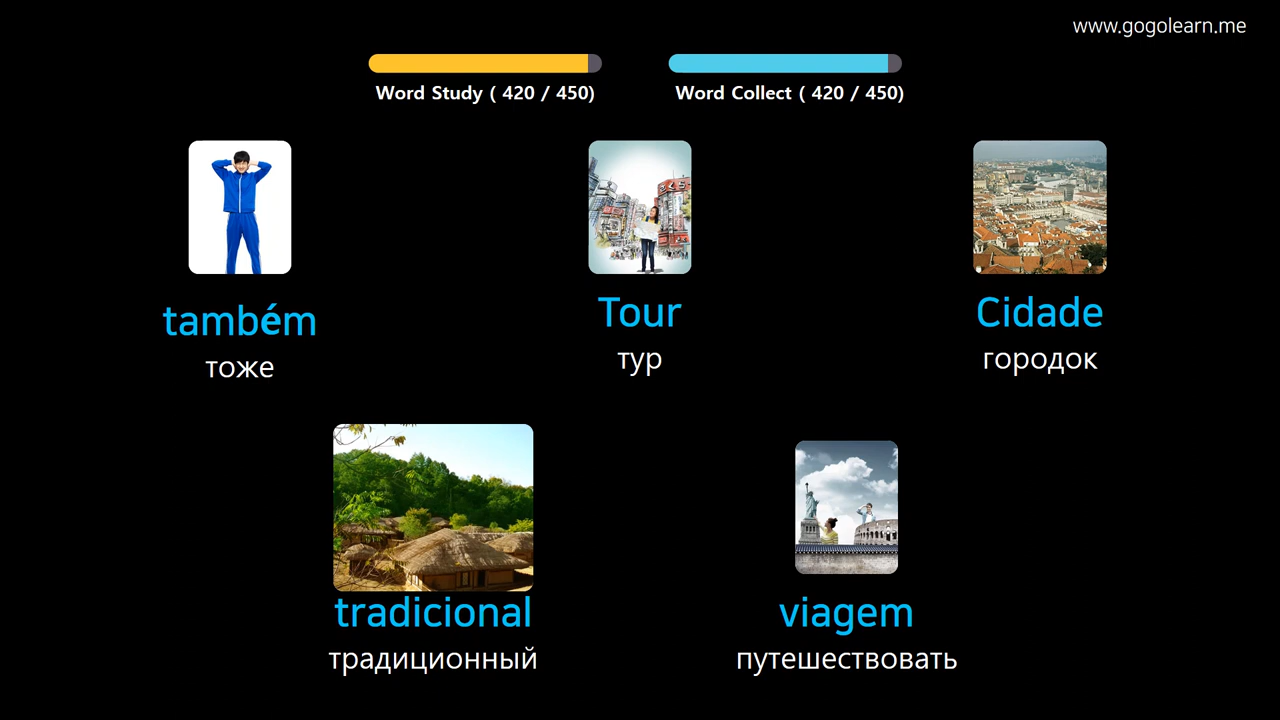 www.gogolearn.me
Word Study ( 420 / 450)
Word Collect ( 420 / 450)
também
тоже
Tour
тур
Cidade
городок
tradicional
традиционный
viagem
путешествовать